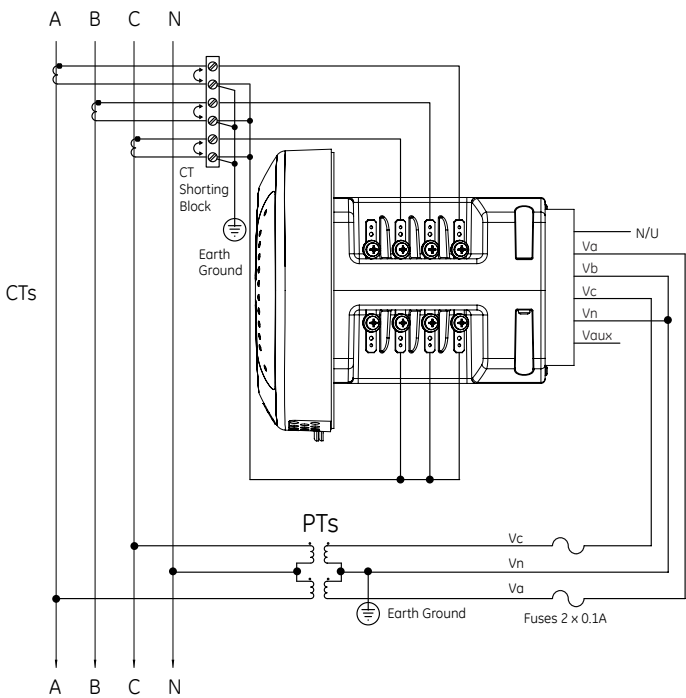 A B C N
CT
Shorting
Block
Earth
Ground
N/U
Va
Vb
Vc
Vn
Vaux
CTs
PTs
Vc
Vn
Va
Earth Ground
Fuses 2 x 0.1A
A B C N